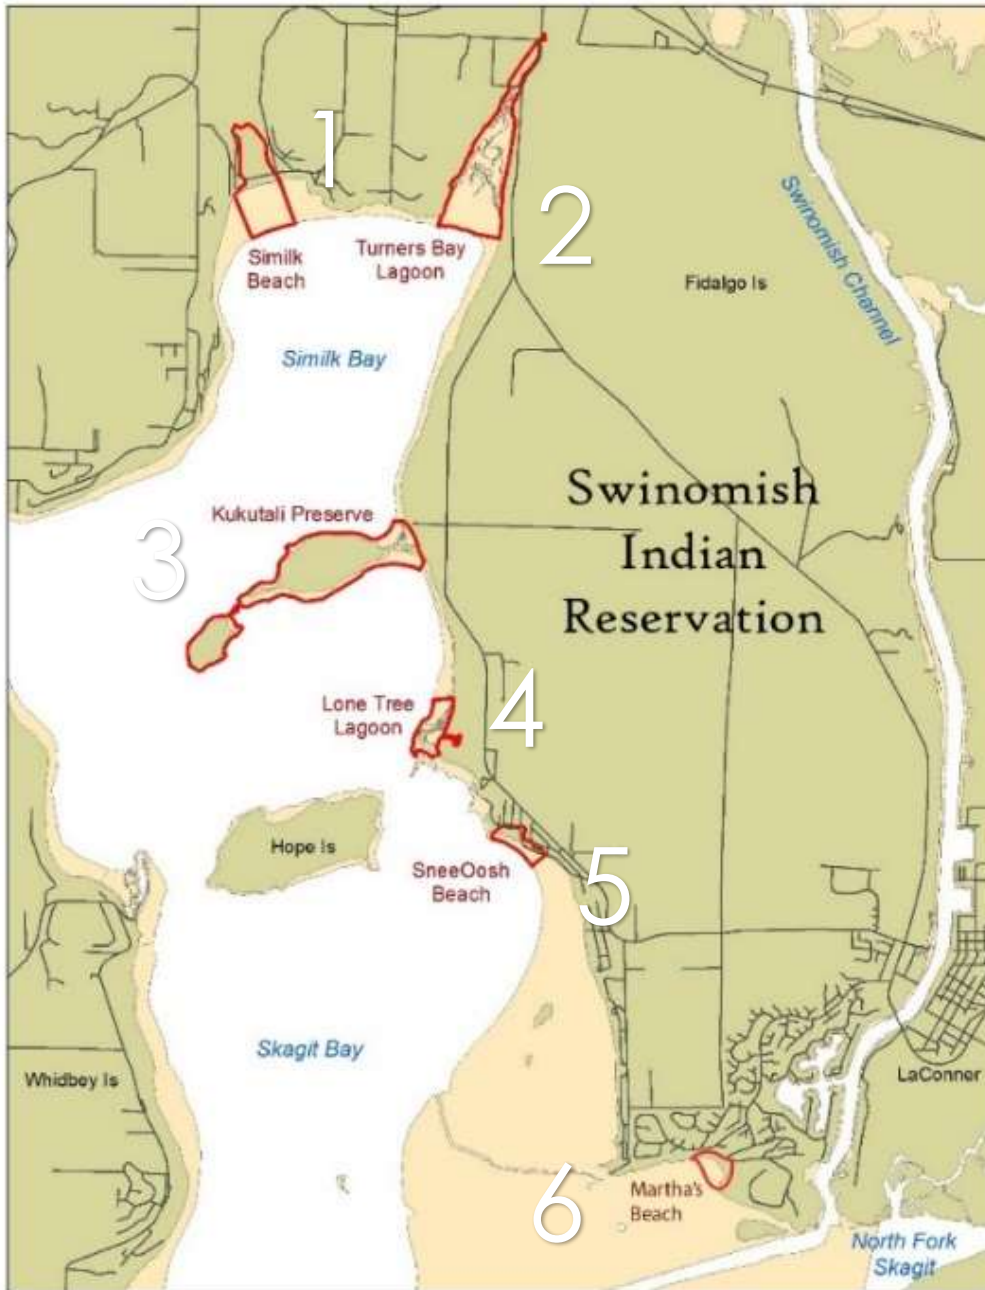 1
2
Similk
Beach
Turners Bay
Lagoon
Swinomish Channel
Fidalgo Is
Similk Bay
Swinomish
Indian
Reservation
Kukutali Preserve
3
Lone Tree
Lagoon
4
Hope Is
SneeOosh
Beach
5
Skagit Bay
Whidbey Is
LaConner
6
Martha's
Beach
North Fork
Skagit